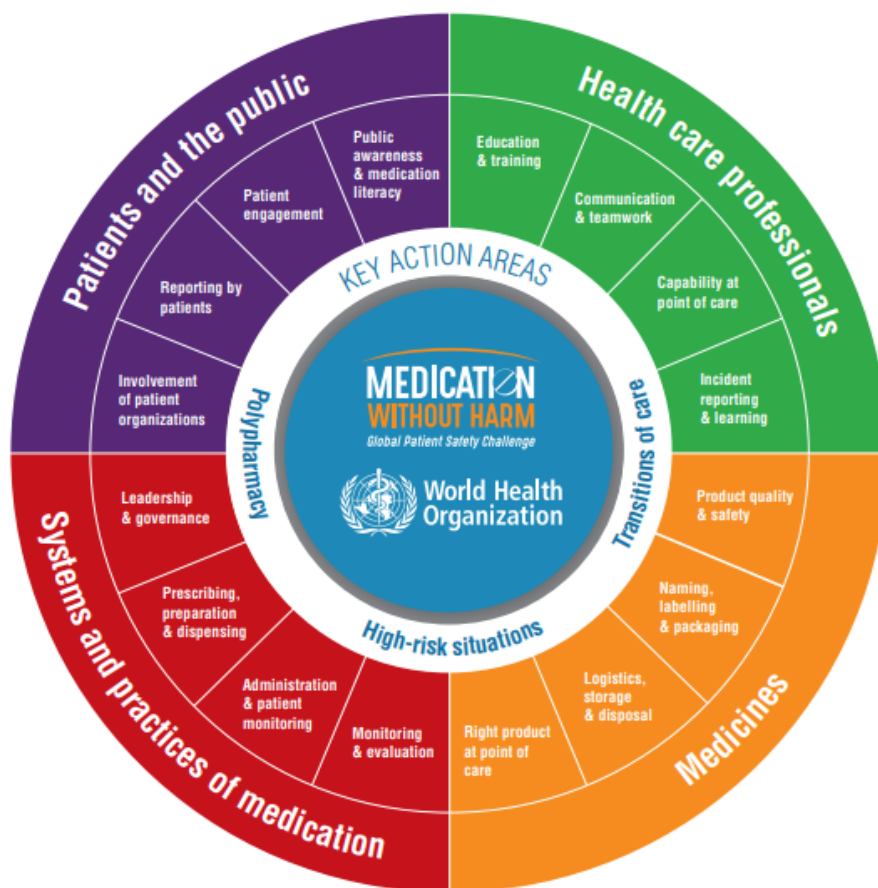 Patients and the public
Public
awareness
& medication
literacy
Patient
engagement
Reporting by
patients
Involvement
of patient
organizations
Health care professionals
Education
& training
Communication
& teamwork
Capability at
point of care
Incident
reporting
& learning
KEY ACTION AREAS
Polypharmacy
Transitions of care
High-risk situations
MEDICATION
WITHOUT HARM
Global Patient Safety Challenge
World Health
Organization
Systems and practices of medication
Leadership
& governance
Prescribing,
preparation
& dispensing
Administration
& patient
monitoring
Monitoring
& evaluation
Medicines
Product quality
& safety
Naming,
labelling
& packaging
Logistics,
storage
& disposal
Right product
at point of
care